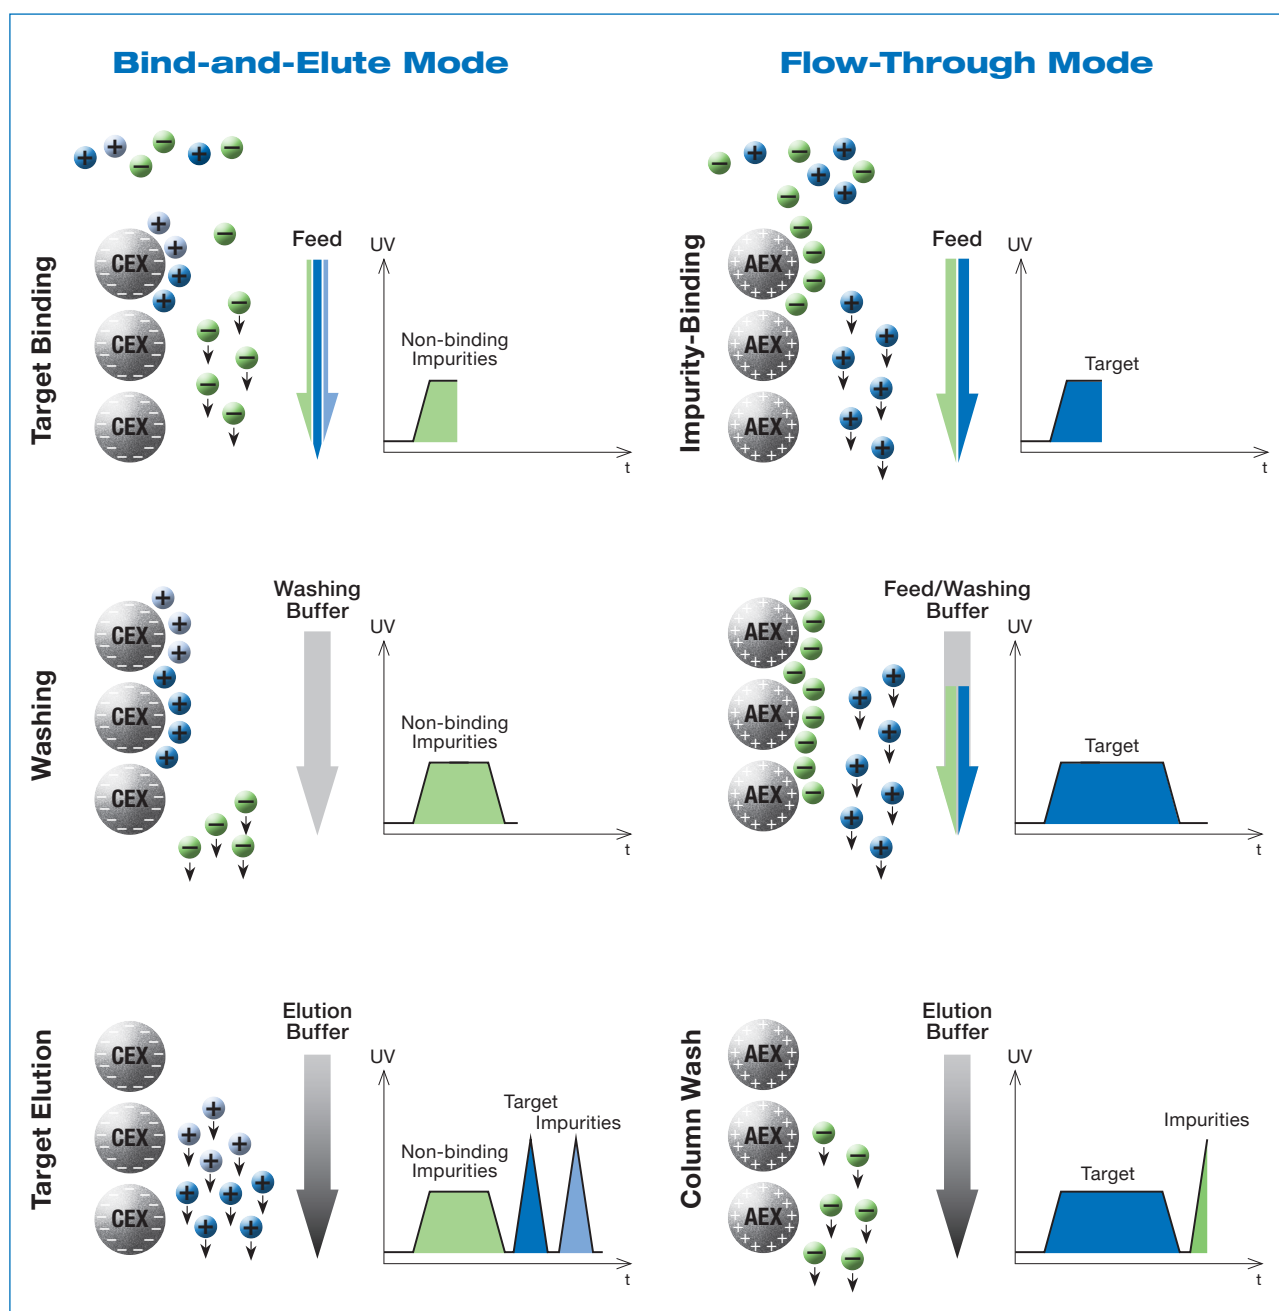 Bind-and-Elute Mode
Target Binding
CEX
CEX
CEX
Feed
UV
Non-binding
Impurities
t
Washing
CEX
CEX
CEX
Washing
Buffer
UV
Non-binding
Impurities
t
Target Elution
CEX
CEX
CEX
Elution
Buffer
UV
Non-binding
Impurities
Target
Impurities
t
Flow-Through Mode
Impurity-Binding
AEX
AEX
AEX
Feed
UV
Target
t
AEX
AEX
AEX
Feed/Washing
Buffer
UV
Target
t
Column Wash
AEX
AEX
AEX
Elution
Buffer
UV
Target
Impurities
t